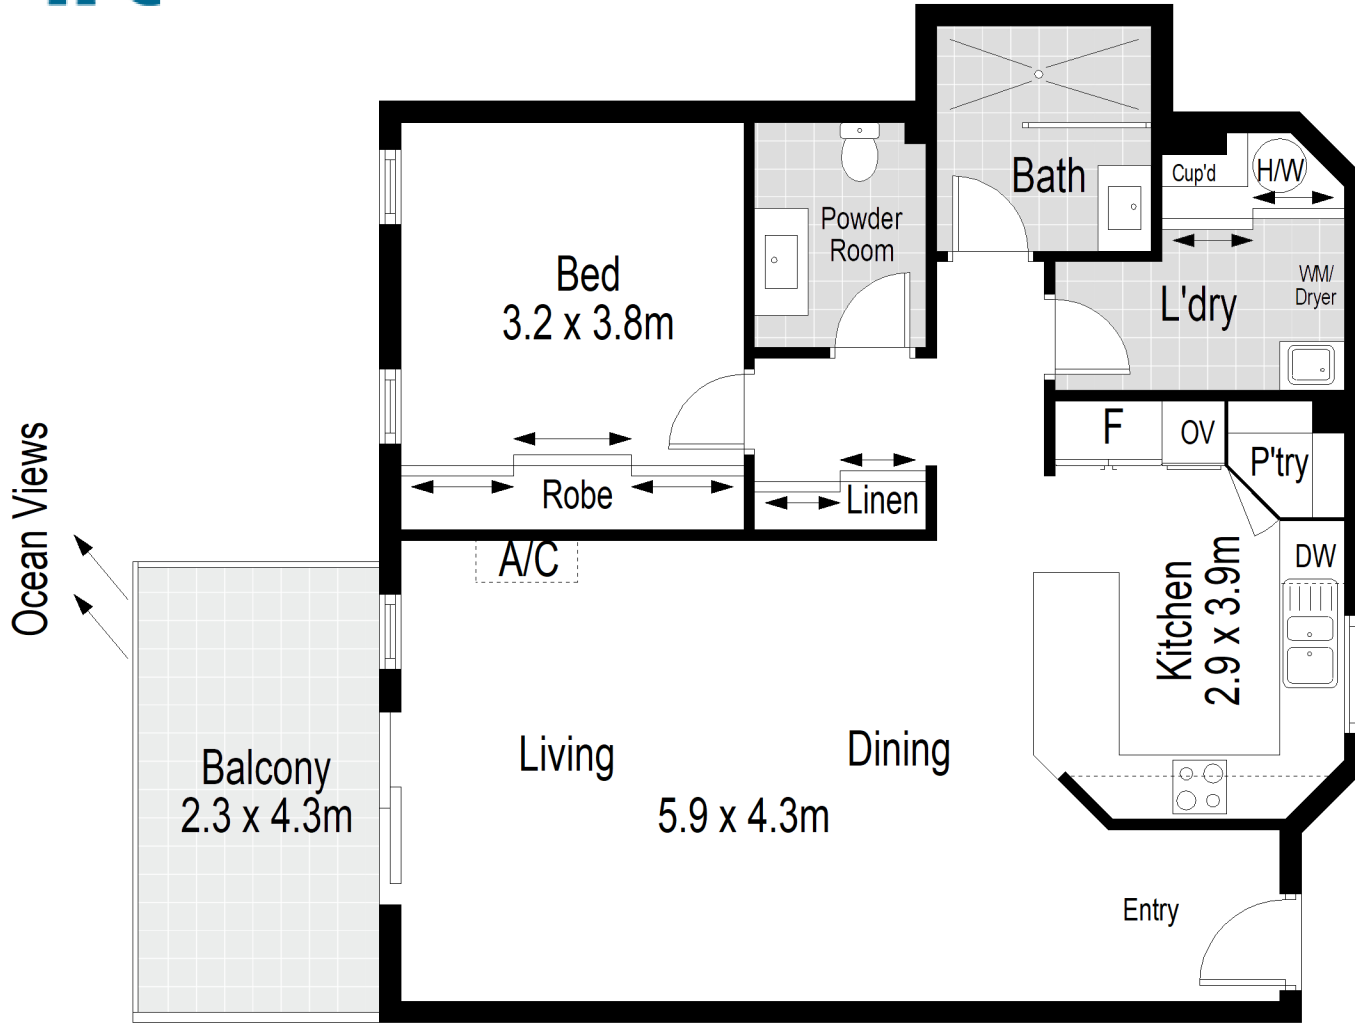 Bath
Cup'd
H/W
Powder
Room
Bed
3.2 x 3.8m
WM/
Dryer
L'dry
F
OV
P'try
Robe
Linen
Ocean Views
A/C
DW
Kitchen
2.9 x 3.9m
Living
Dining
5.9 x 4.3m
Balcony
2.3 x 4.3m
Entry